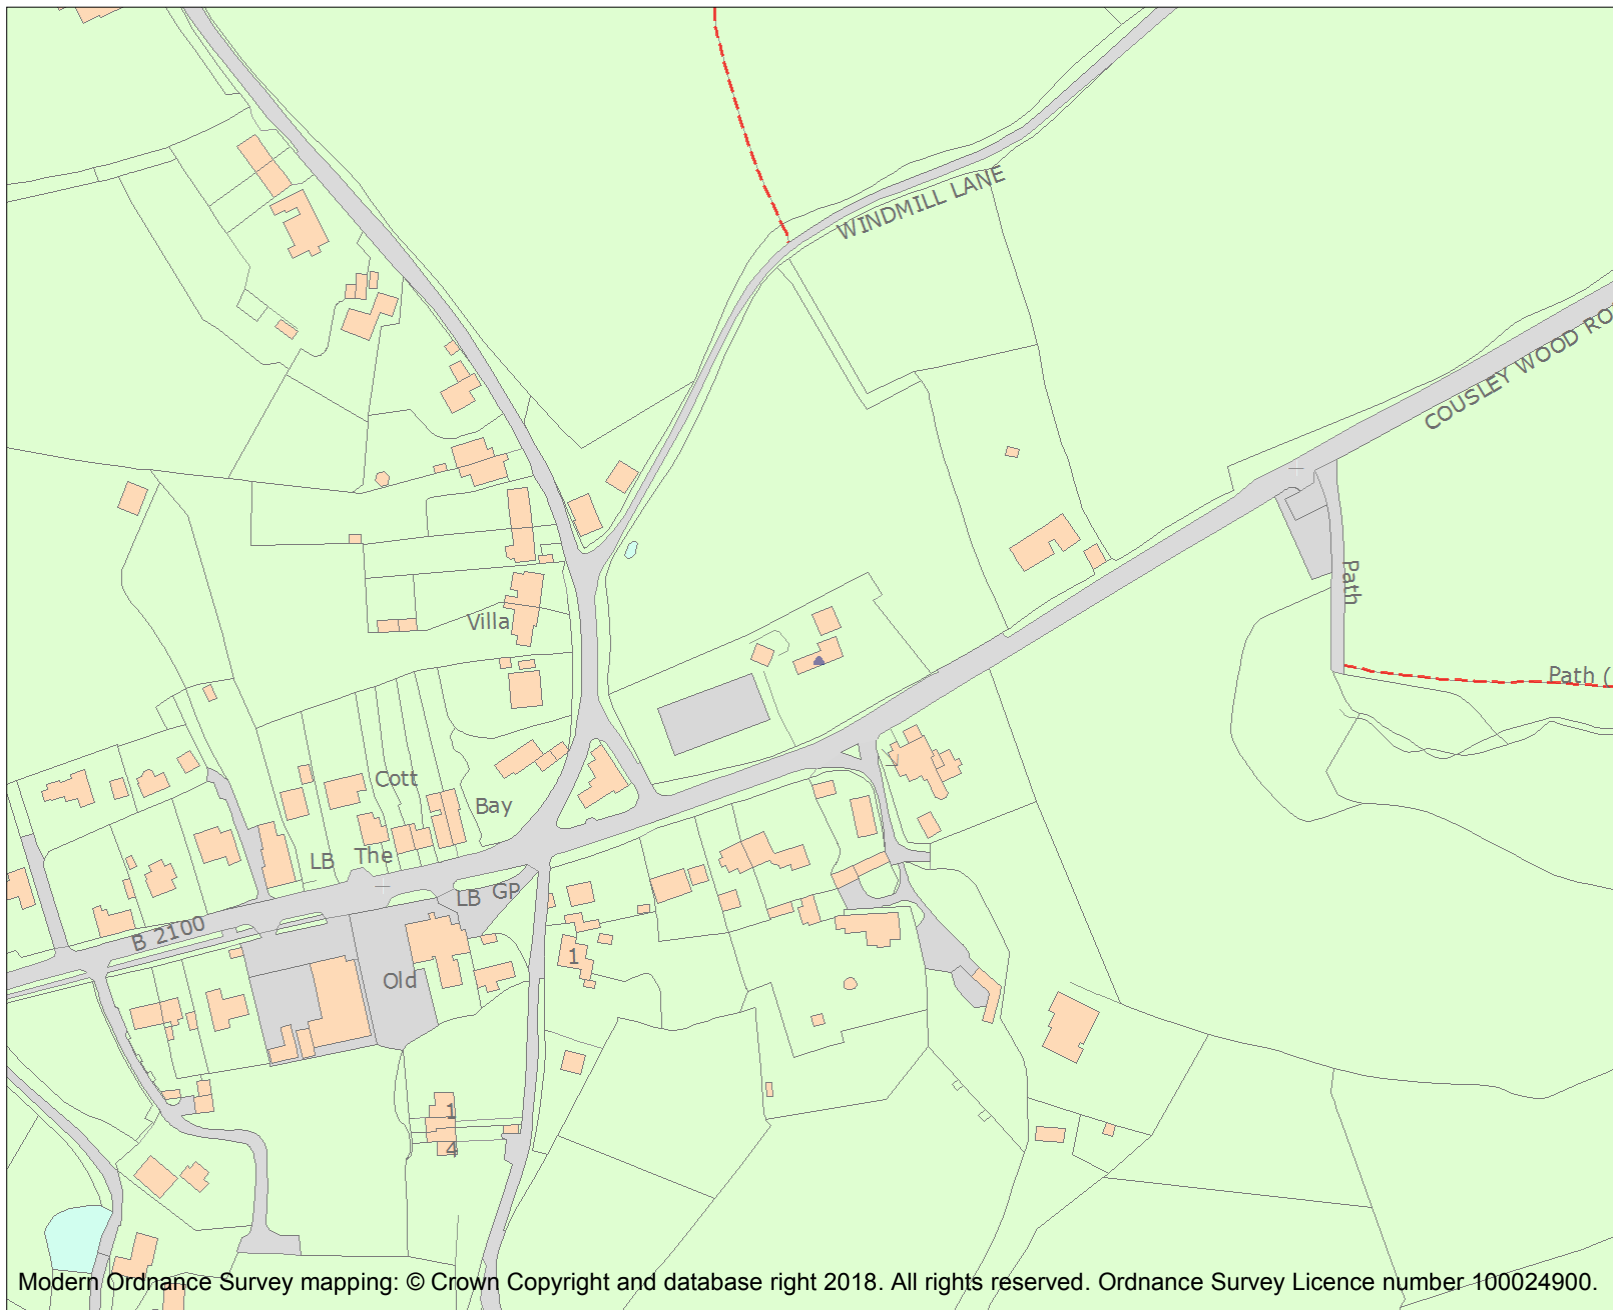 WINDMILL LANE
COUSLEY WOOD RO
Path
Villa
Path (
Cott
Bay
LB
The
LB
GP
B 2100
1
Old
1
4
Modern Ordnance Survey mapping: © Crown Copyright and database right 2018. All rights reserved. Ordnance Survey Licence number 100024900.